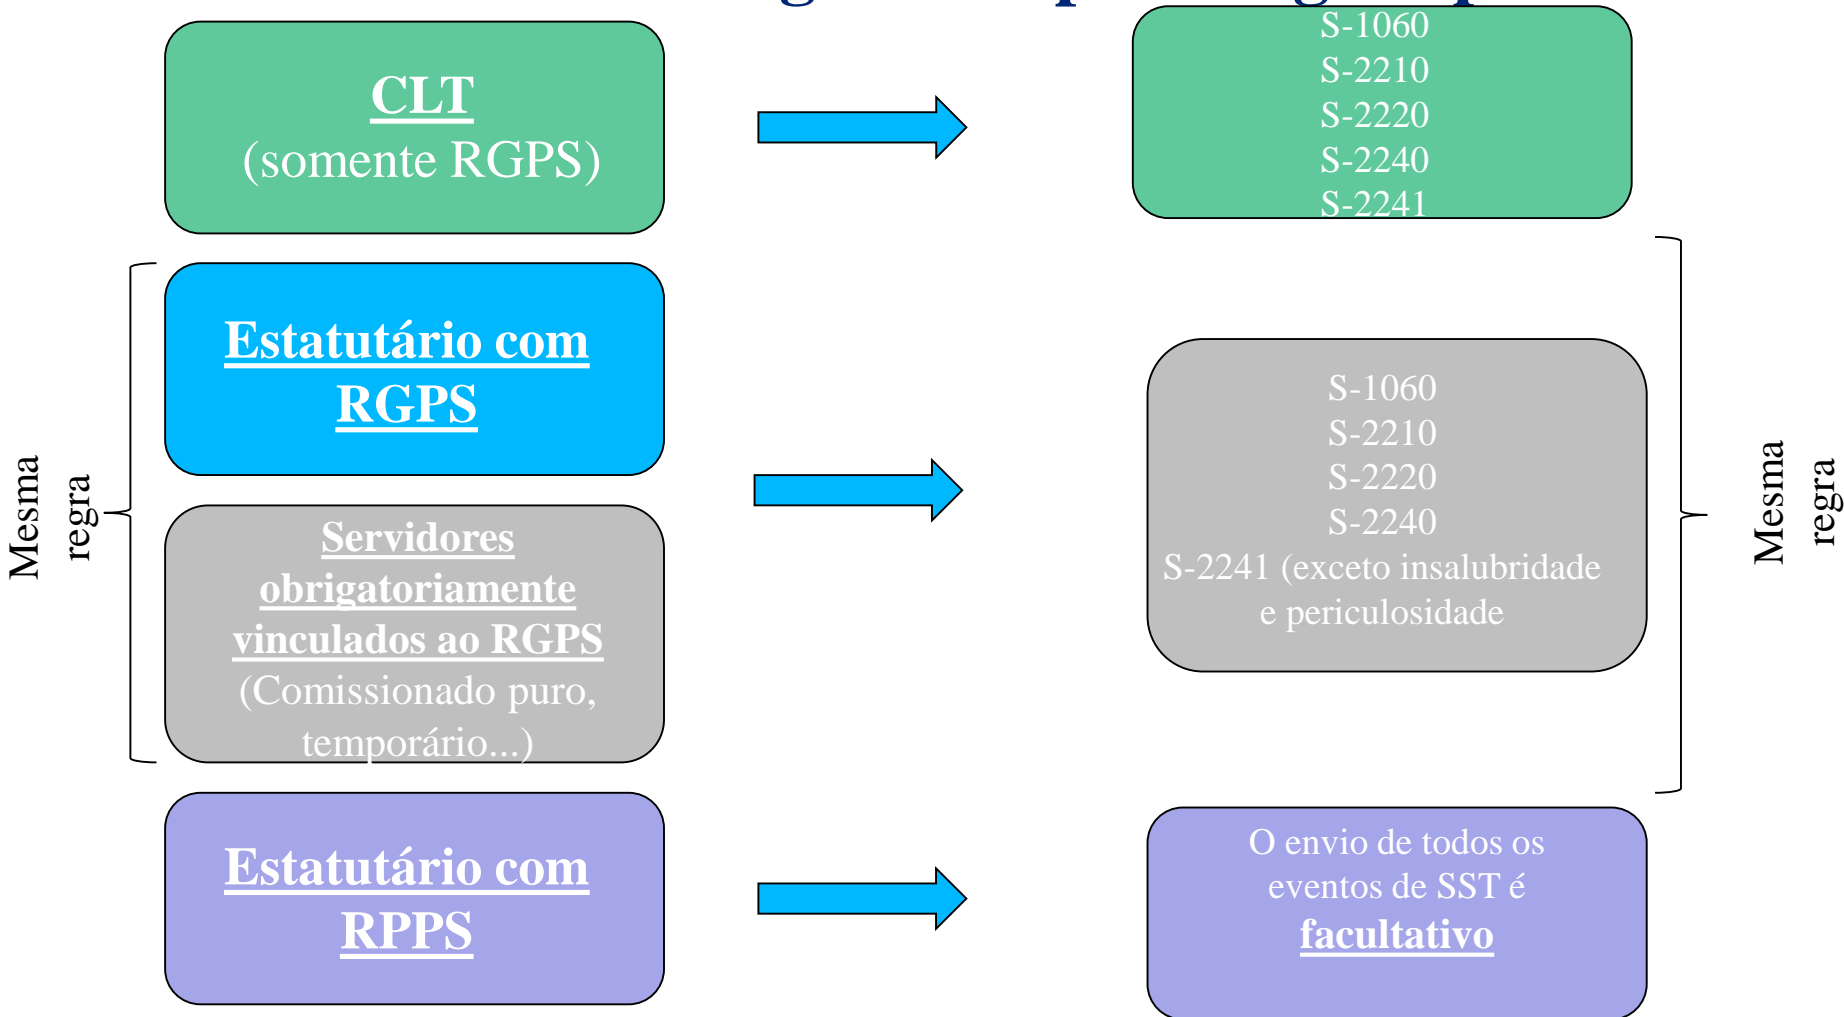 CLT
(somente RGPS)
S-1060
S-2210
S-2220
S-2240
S-2241
Mesma
regra
Estatutário com
RGPS
Servidores
obrigatoriamente
vinculados ao RGPS
(Comissionado puro,
temporário...)
S-1060
S-2210
S-2220
S-2240
S-2241 (exceto insalubridade
e periculosidade
Mesma
regra
Estatutário com
RPPS
O envio de todos os
eventos de SST é
facultativo